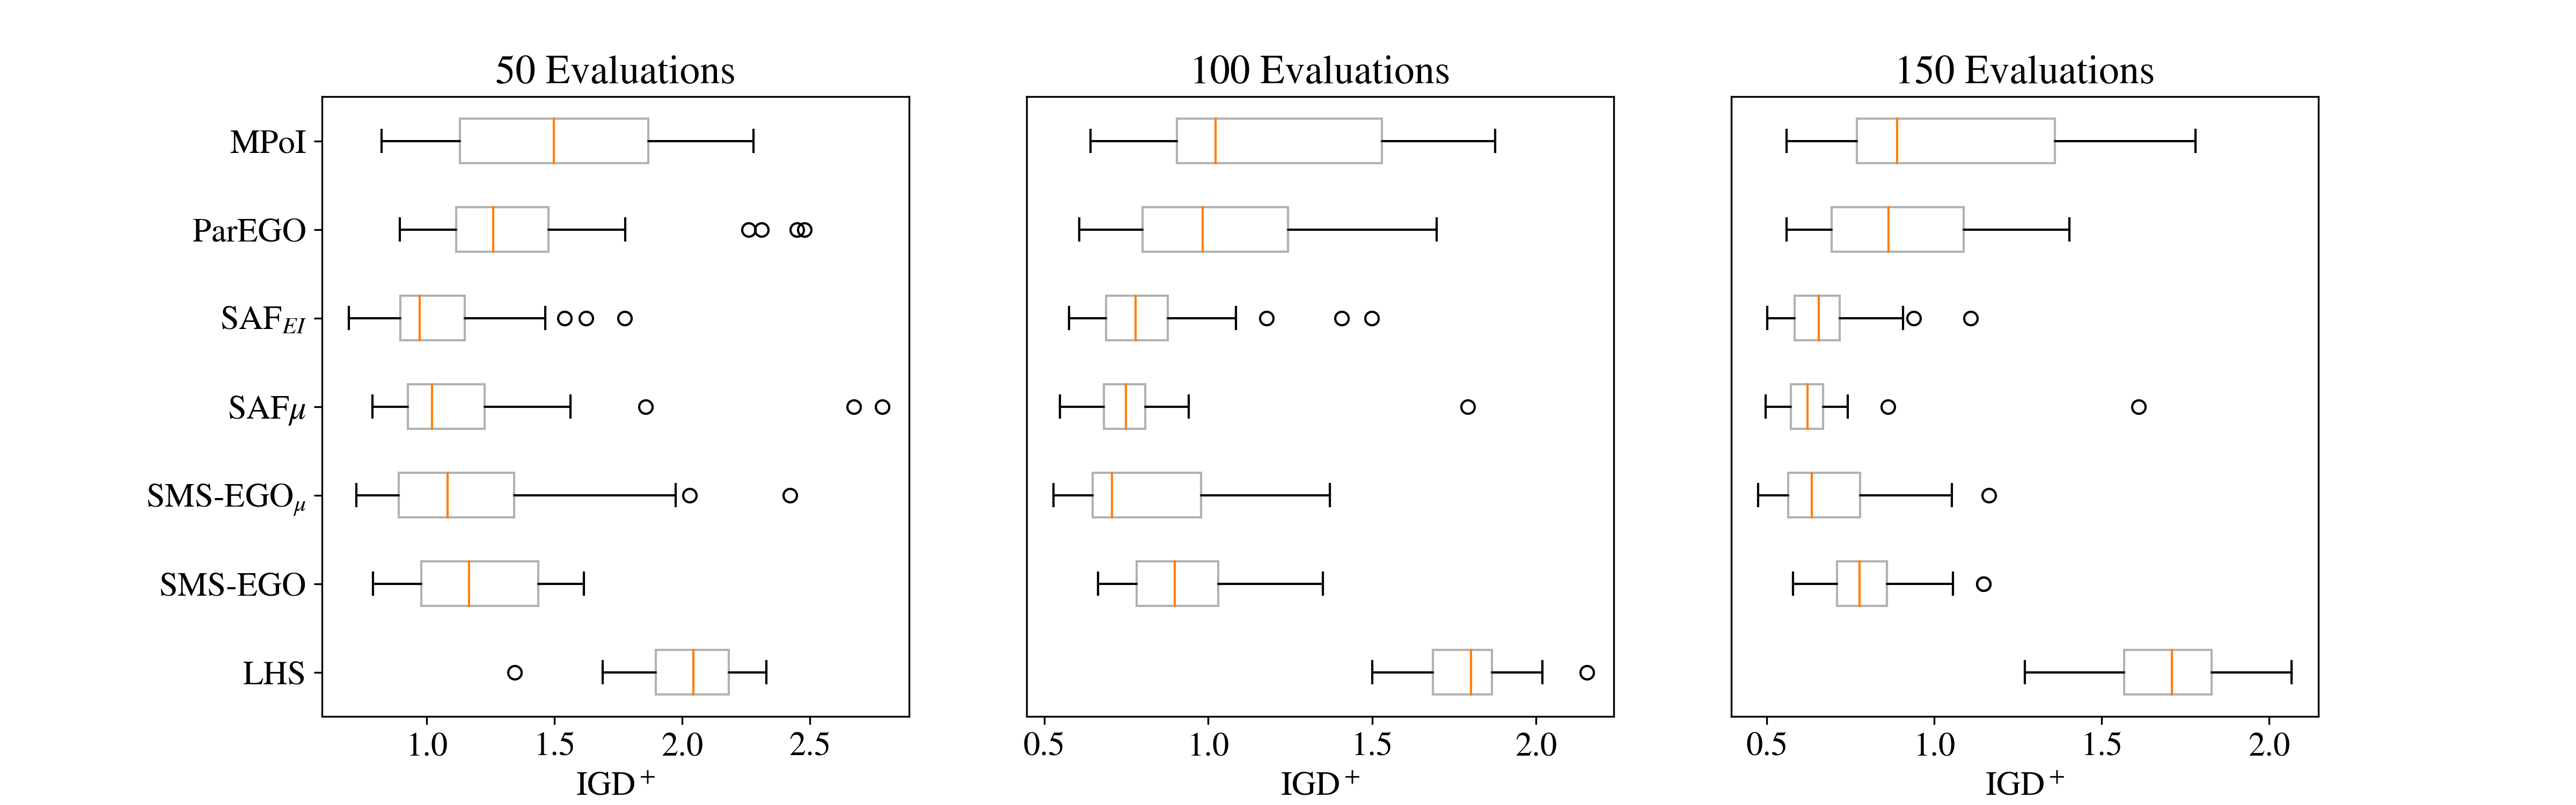 50 Evaluations
100 Evaluations
150 Evaluations
MPoI
ParEGO
SAF_{EI}
SAFμ
SMS-EGO_μ
SMS-EGO
LHS
1.0 1.5 2.0 2.5
IGD^+
0.5 1.0 1.5 2.0
IGD^+
0.5 1.0 1.5 2.0
IGD^+